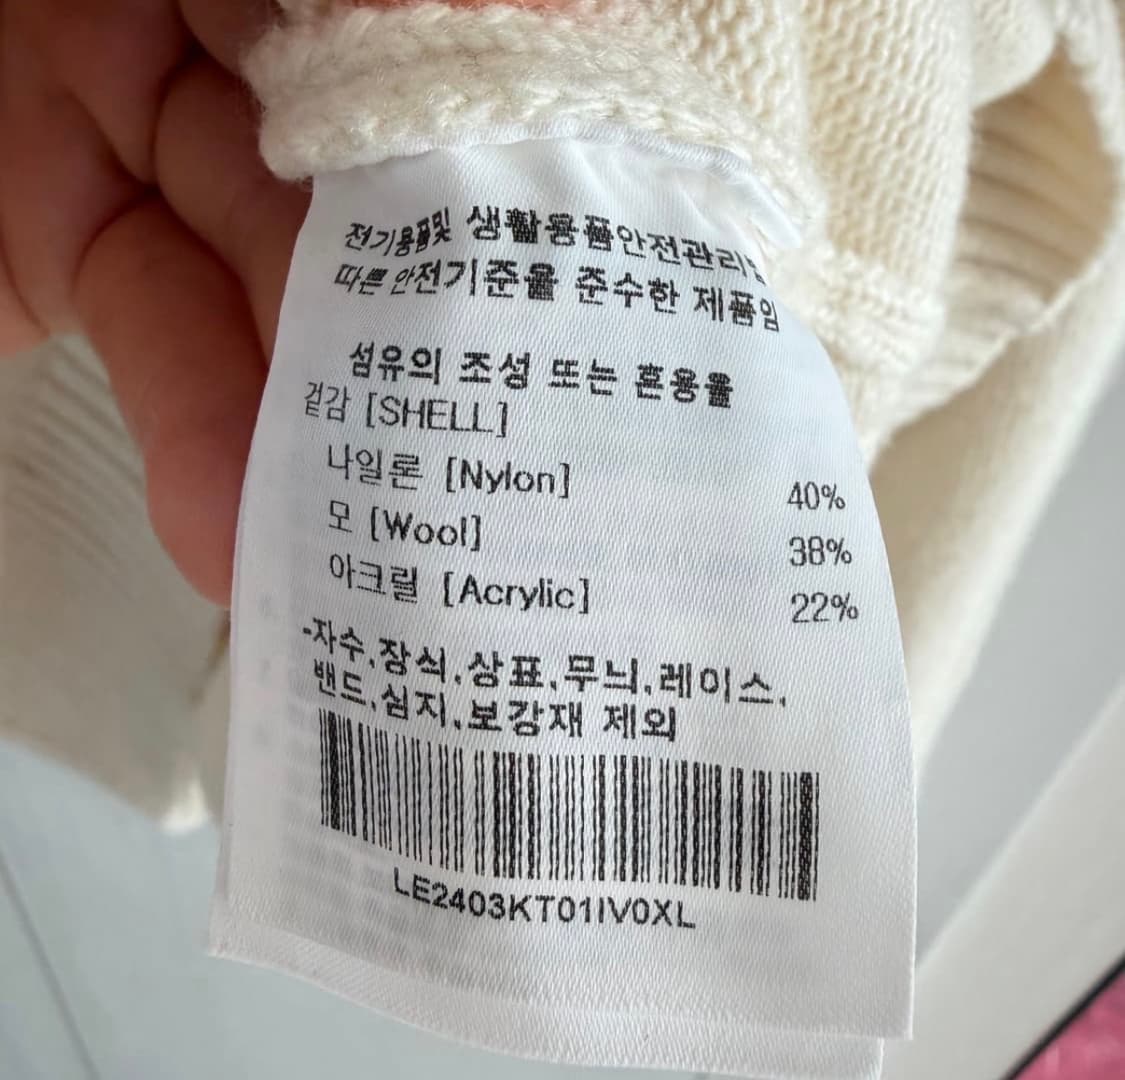 전기용품및 생활용품안전관리법
따른 안전기준을 준수한 제품임
섬유의 조성 또는 혼용율
겉감 [SHELL]
나일론 [Nylon] 40%
모 [Wool] 38%
아크릴 [Acrylic] 22%
-자수,장식,상표,무늬,레이스,
밴드,심지,보강재 제외
LE2403KT01IV0XL